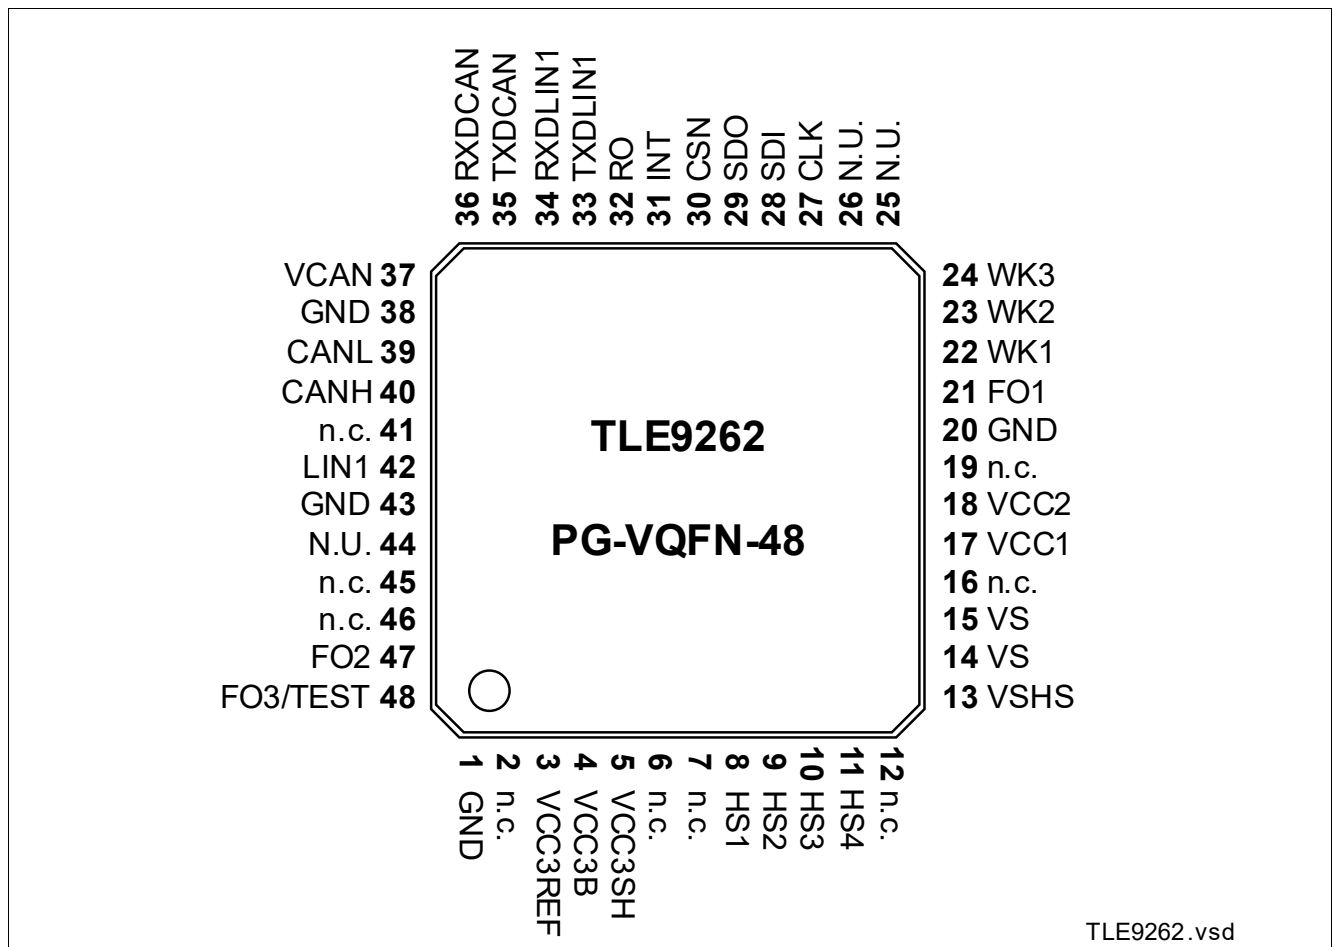 36 RXDCAN
35 TXDCAN
34 RXDLIN1
33 TXDLIN1
32 RO
31 INT
30 CSN
29 SDO
28 SDI
27 CLK
26 N.U.
25 N.U.
VCAN 37
GND 38
CANL 39
CANH 40
n.c. 41
LIN1 42
GND 43
N.U. 44
n.c. 45
n.c. 46
FO2 47
FO3/TEST 48
TLE9262
PG-VQFN-48
24 WK3
23 WK2
22 WK1
21 FO1
20 GND
19 n.c.
18 VCC2
17 VCC1
16 n.c.
15 VS
14 VS
13 VSHS
1 GND
2 n.c.
3 VCC3REF
4 VCC3B
5 VCC3SH
6 n.c.
7 n.c.
8 HS1
9 HS2
10 HS3
11 HS4
12 n.c.
TLE9262.vsd